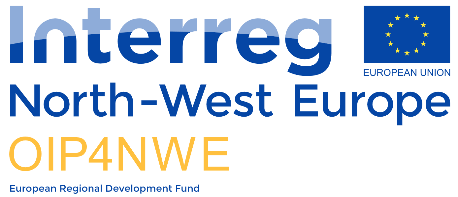 Interreg
EUROPEAN UNION
North-West Europe
OIP4NWE
European Regional Development Fund